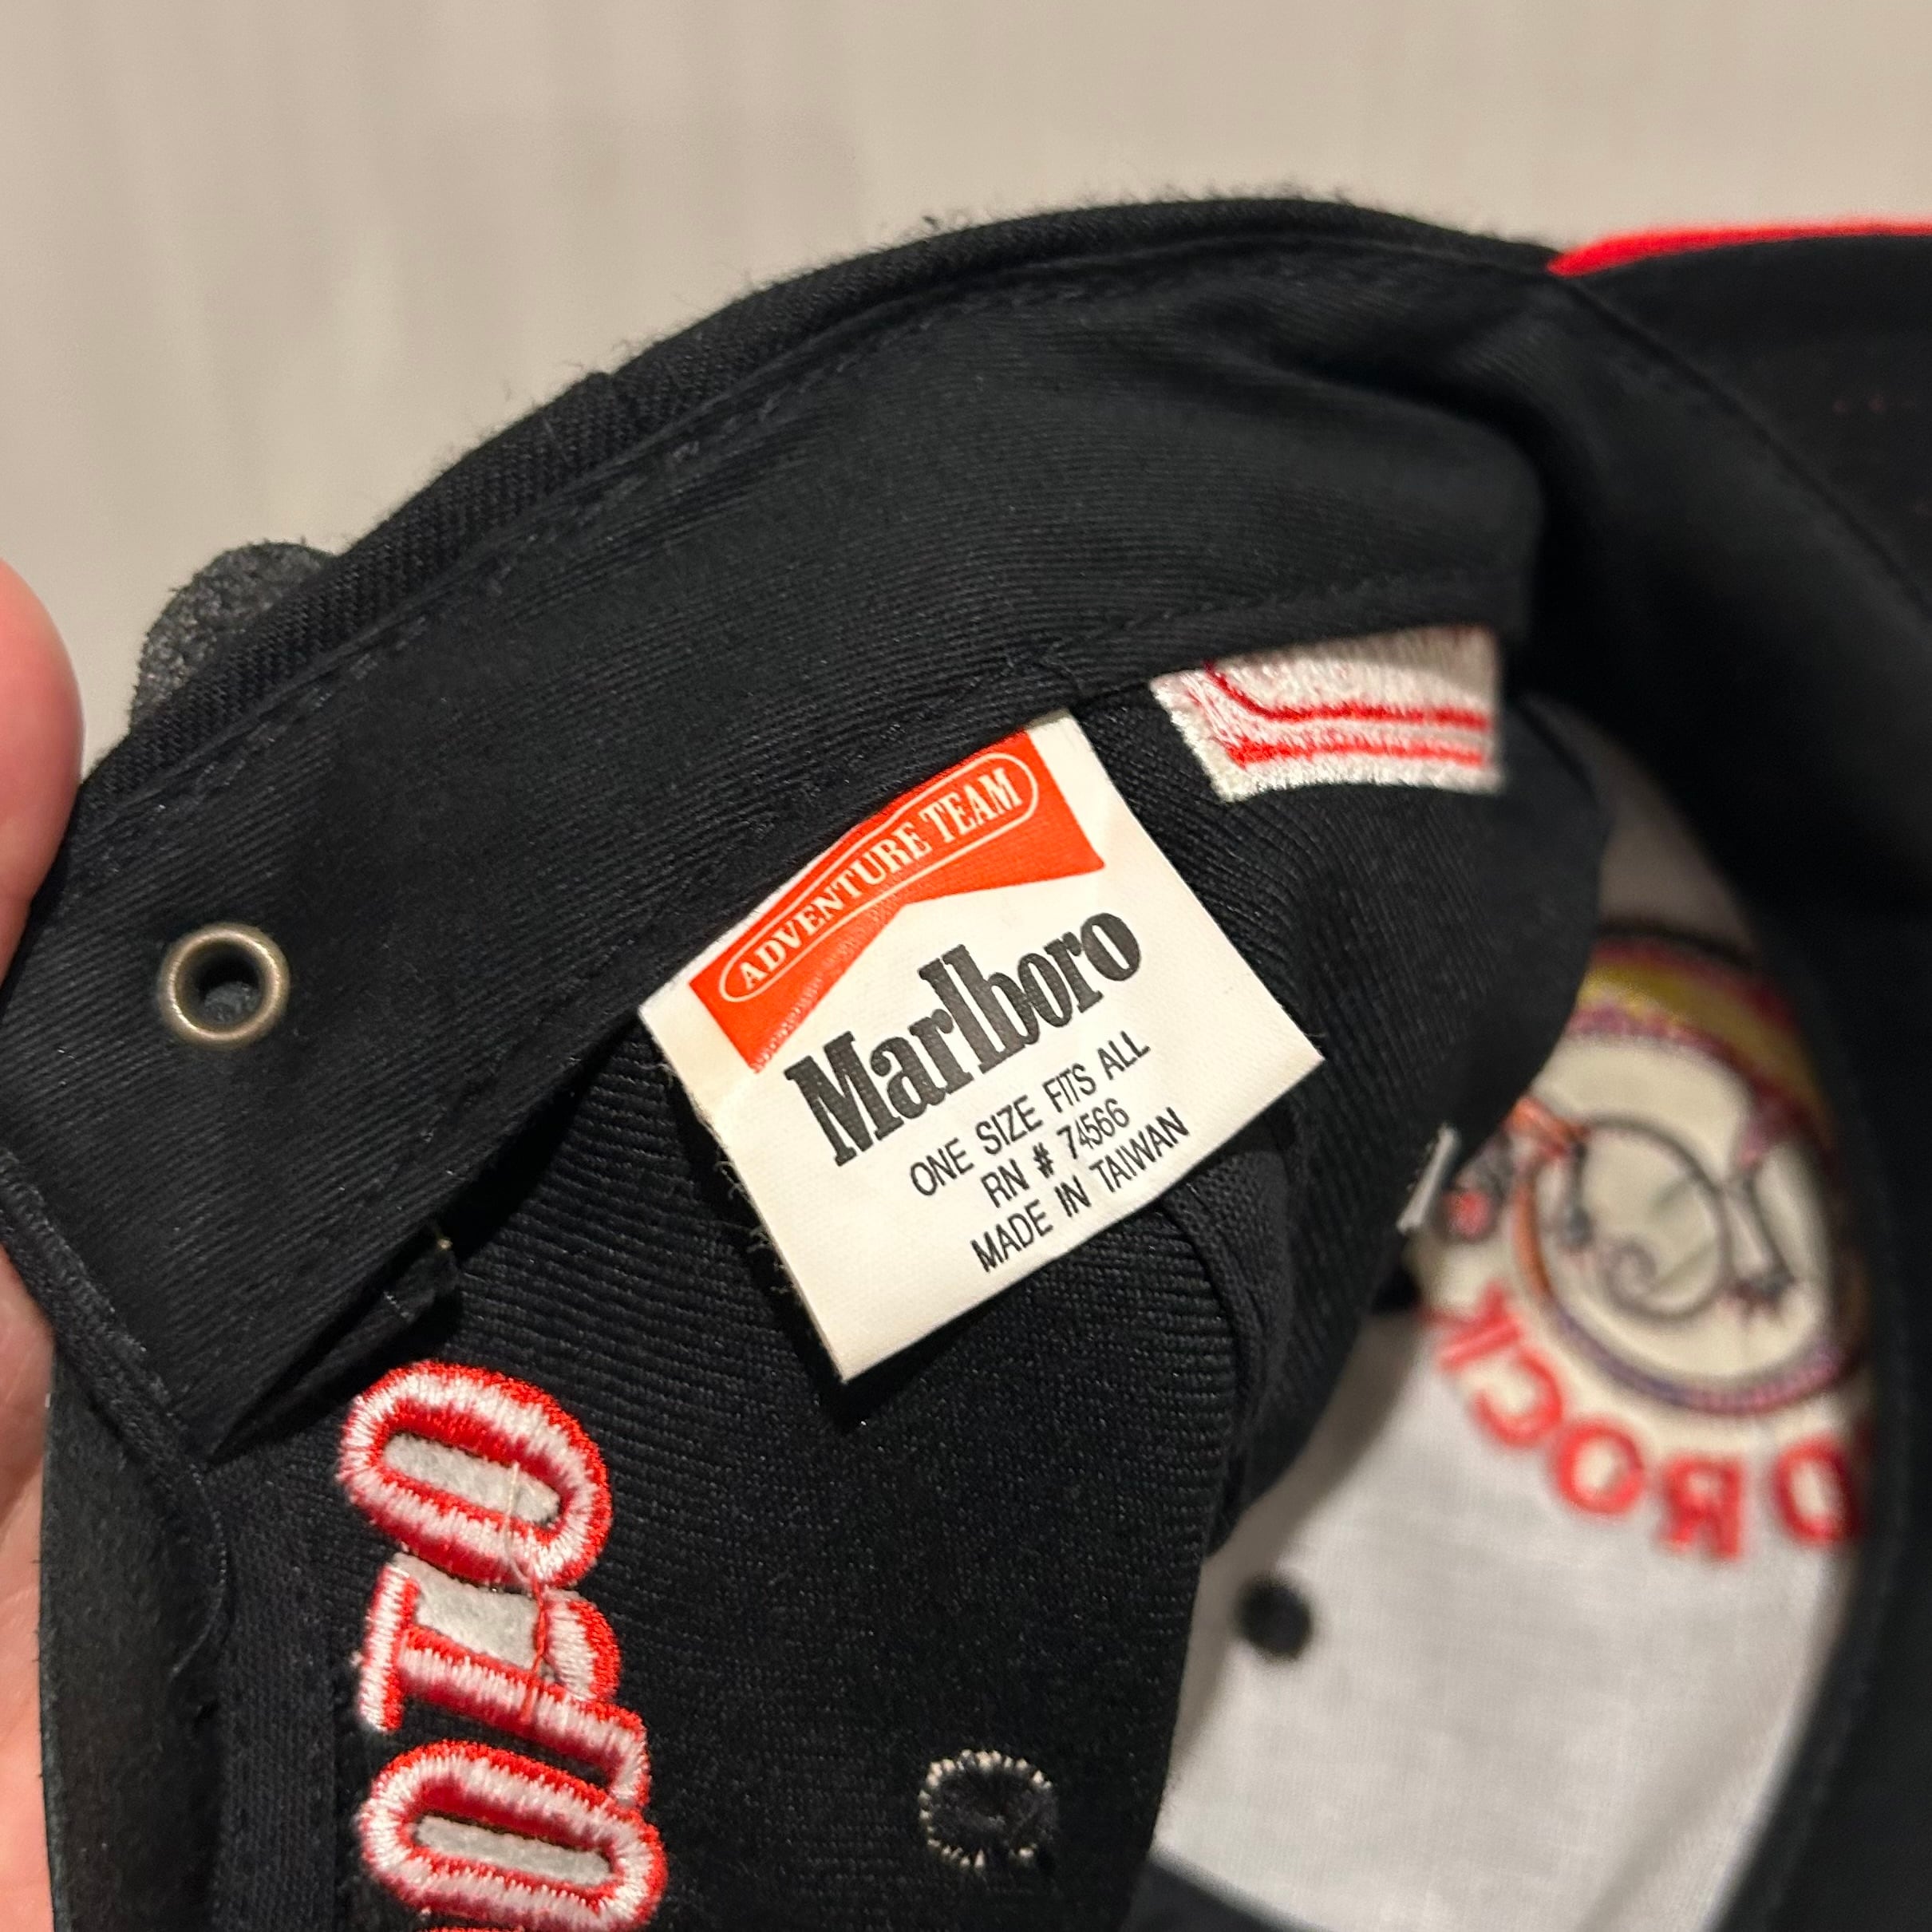 ADVENTURE TEAM
Marlboro
ONE SIZE FITS ALL
RN # 74566
MADE IN TAIWAN